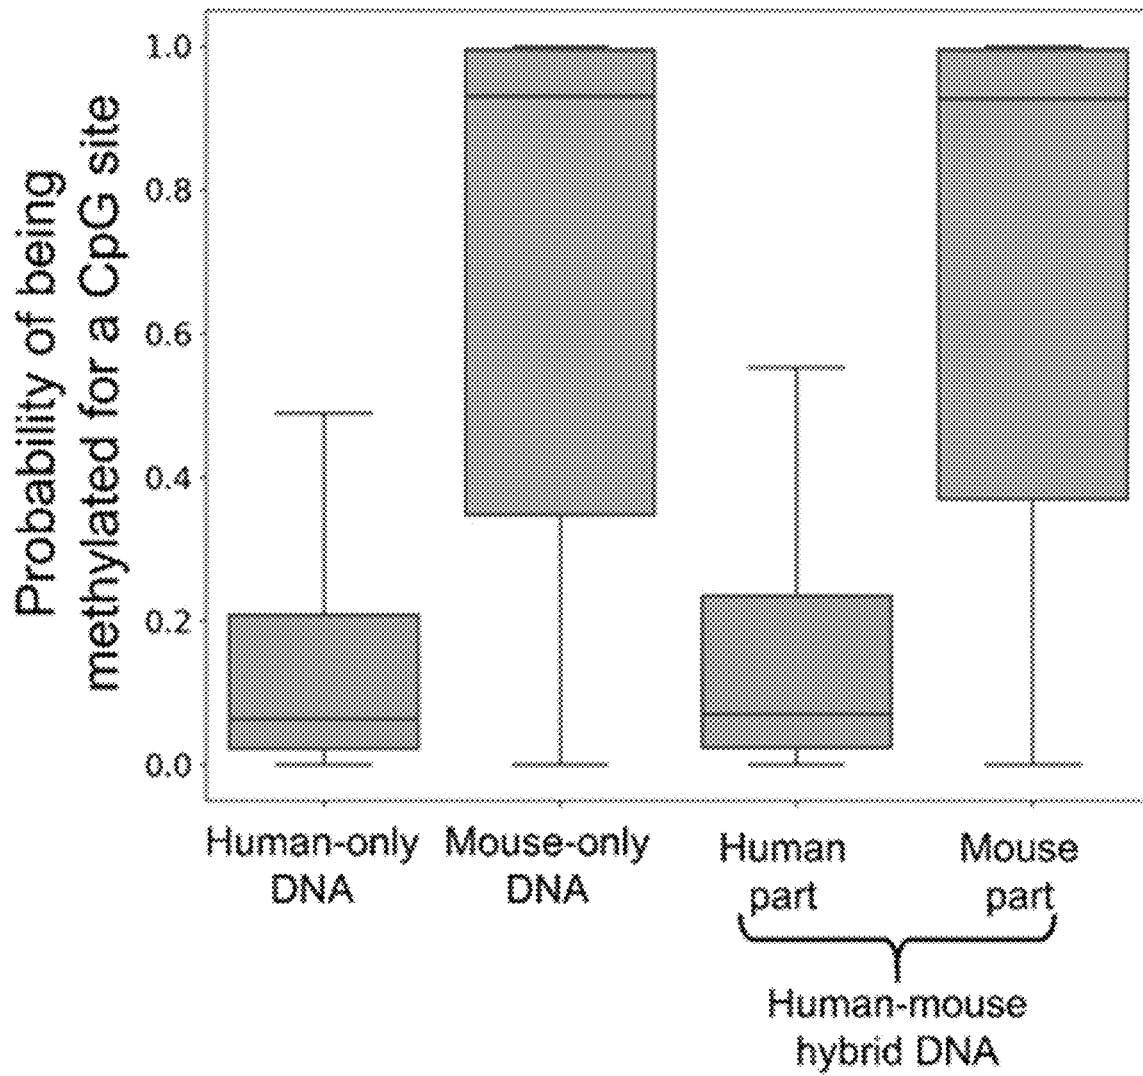 Probability of being
methylated for a CpG site
1.0
0.8
0.6
0.4
0.2
0.0
Human-only
DNA
Mouse-only
DNA
Human
part
Mouse
part
Human-mouse
hybrid DNA